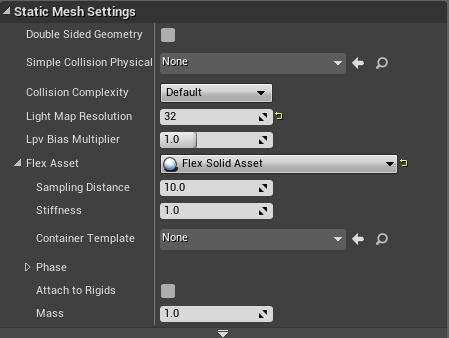 Static Mesh Settings
Double Sided Geometry
Simple Collision Physical None
Collision Complexity Default
Light Map Resolution 32
Lpv Bias Multiplier 1.0
Flex Asset Flex Solid Asset
Sampling Distance 10.0
Stiffness 1.0
Container Template None
Phase
Attach to Rigids
Mass 1.0